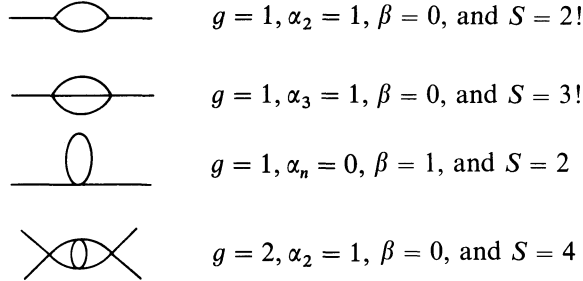 g = 1, α₂ = 1, β = 0, and S = 2!
g = 1, α₃ = 1, β = 0, and S = 3!
g = 1, αₙ = 0, β = 1, and S = 2
g = 2, α₂ = 1, β = 0, and S = 4